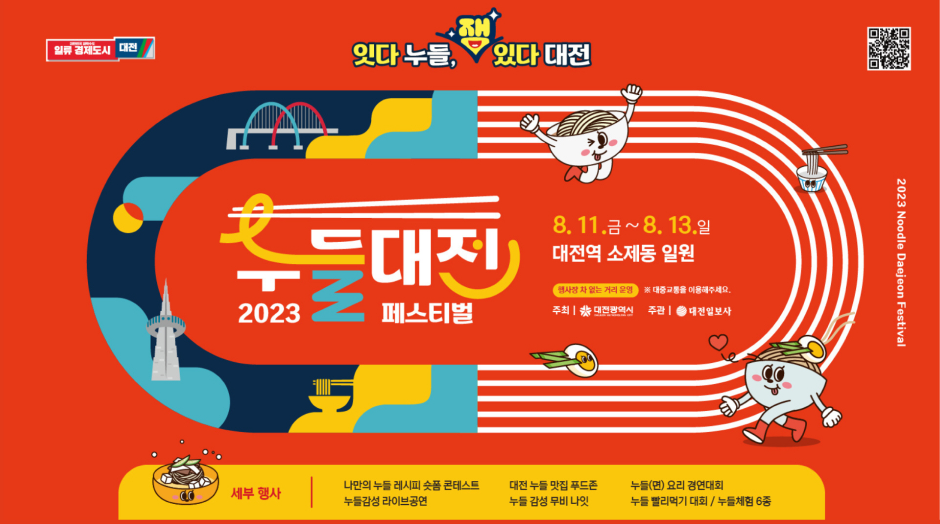 일류 경제도시 대전
잇다 누들, 잼 있다 대전
누들대전
2023 페스티벌
8. 11.금 ~ 8. 13.일
대전역 소제동 일원
행사장 차 없는 거리 운영 ※ 대중교통을 이용해주세요.
주최 | 대전광역시 주관 | 대전일보사
2023 Noodle Daejeon Festival
세부 행사
나만의 누들 레시피 숏폼 콘테스트
누들감성 라이브공연
대전 누들 맛집 푸드존
누들 감성 무비 나잇
누들(면) 요리 경연대회
누들 빨리먹기 대회 / 누들체험 6종